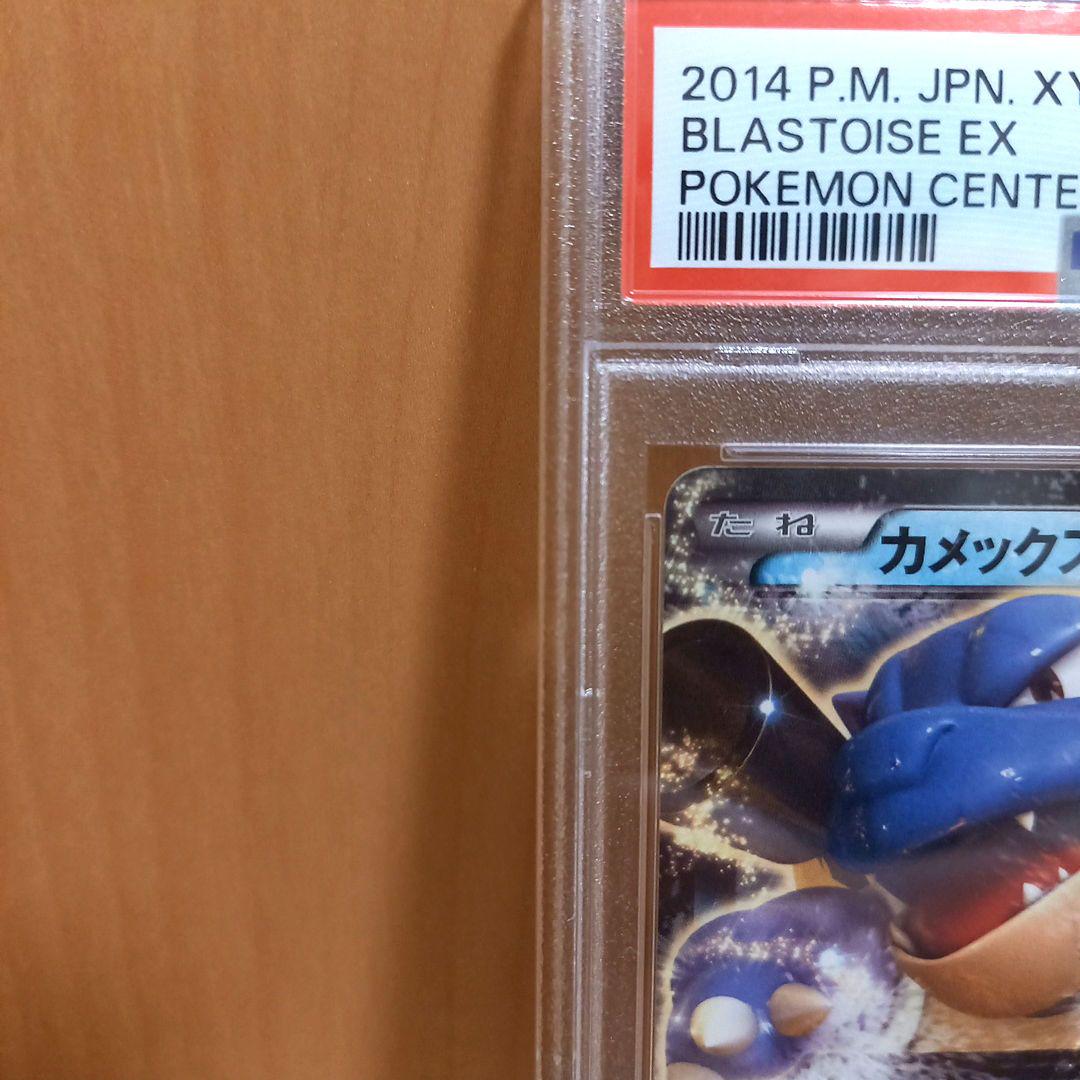 2014 P.M. JPN. XY
BLASTOISE EX
POKEMON CENTE
たね
カメックス